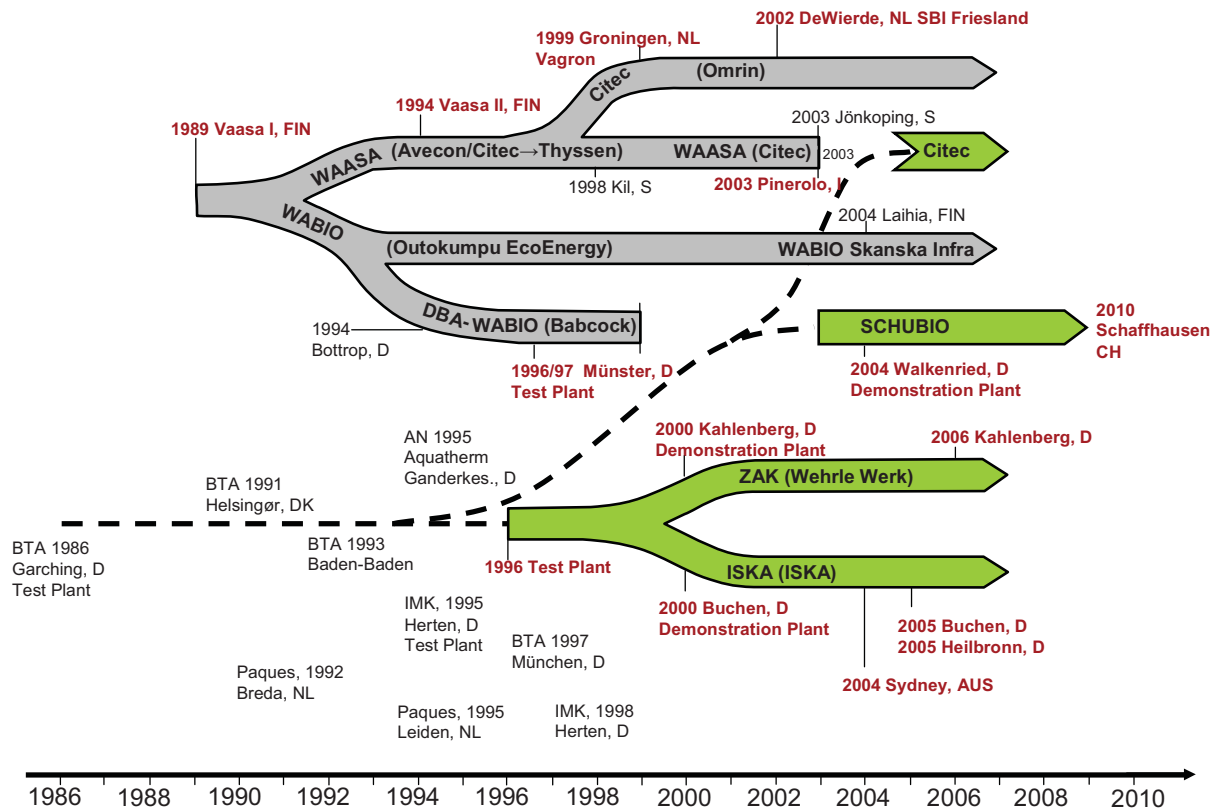 2002 DeWierde, NL SBI Friesland
1999 Groningen, NL
Vagron
Citec
(Omrin)
1994 Vaasa II, FIN
1989 Vaasa I, FIN
2003 Jönkoping, S
WAASA
(Avecon/Citec→Thyssen)
WAASA (Citec)
2003
Citec
1998 Kil, S
2003 Pinerolo, I
WABIO
2004 Laihia, FIN
(Outokumpu EcoEnergy)
WABIO Skanska Infra
DBA-WABIO (Babcock)
1994
Bottrop, D
1996/97 Münster, D
Test Plant
SCHUBIO
2010
Schaffhausen
CH
2004 Walkenried, D
Demonstration Plant
AN 1995
Aquatherm
Ganderkes., D
2000 Kahlenberg, D
Demonstration Plant
2006 Kahlenberg, D
ZAK (Wehrle Werk)
BTA 1991
Helsingør, DK
BTA 1986
Garching, D
Test Plant
BTA 1993
Baden-Baden
1996 Test Plant
ISKA (ISKA)
2000 Buchen, D
Demonstration Plant
2005 Buchen, D
2005 Heilbronn, D
2004 Sydney, AUS
IMK, 1995
Herten, D
Test Plant
BTA 1997
München, D
Paques, 1992
Breda, NL
Paques, 1995
Leiden, NL
IMK, 1998
Herten, D
1986 1988 1990 1992 1994 1996 1998 2000 2002 2004 2006 2008 2010